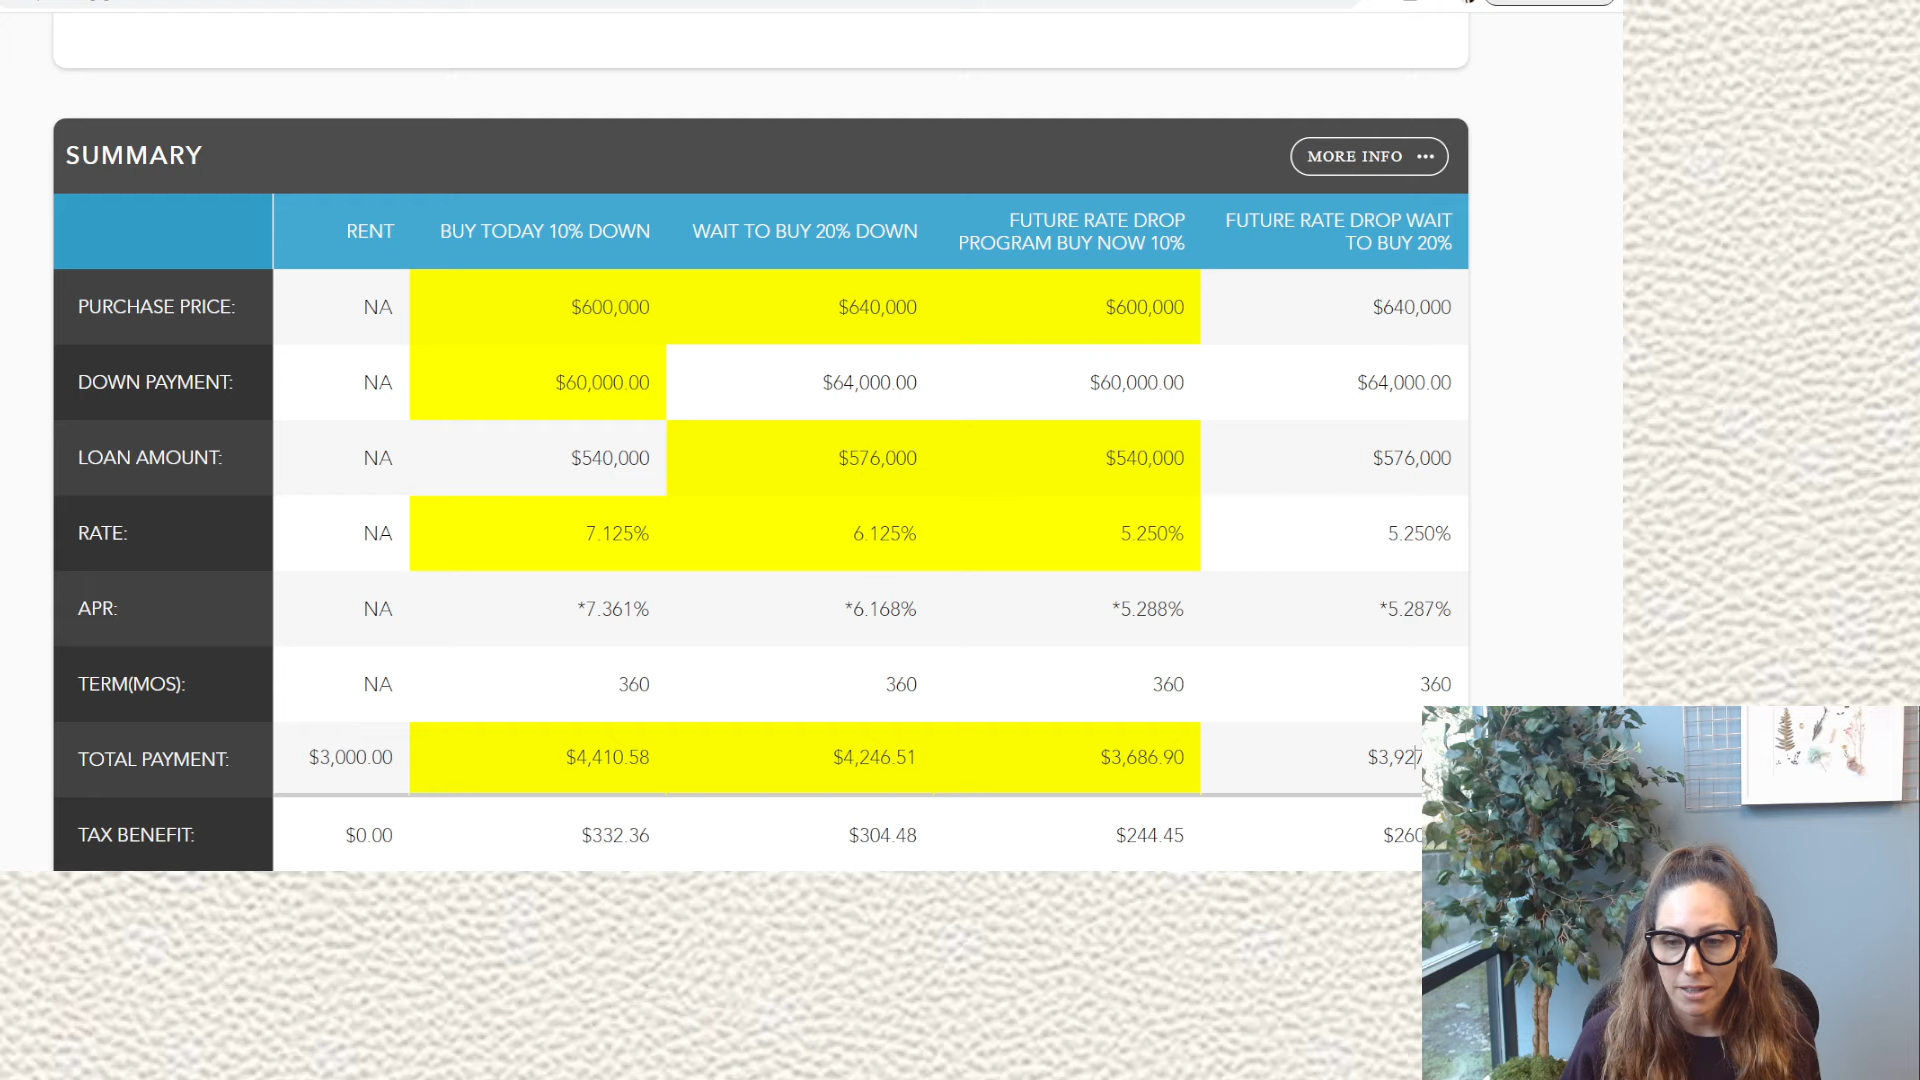 SUMMARY
MORE INFO •••
RENT
BUY TODAY 10% DOWN
WAIT TO BUY 20% DOWN
FUTURE RATE DROP
PROGRAM BUY NOW 10%
FUTURE RATE DROP WAIT
TO BUY 20%
PURCHASE PRICE: NA $600,000 $640,000 $600,000 $640,000
DOWN PAYMENT: NA $60,000.00 $64,000.00 $60,000.00 $64,000.00
LOAN AMOUNT: NA $540,000 $576,000 $540,000 $576,000
RATE: NA 7.125% 6.125% 5.250% 5.250%
APR: NA *7.361% *6.168% *5.288% *5.287%
TERM(MOS): NA 360 360 360 360
TOTAL PAYMENT: $3,000.00 $4,410.58 $4,246.51 $3,686.90 $3,927
TAX BENEFIT: $0.00 $332.36 $304.48 $244.45 $260